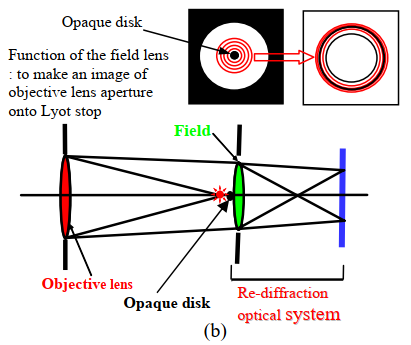 Opaque disk
Function of the field lens
: to make an image of
objective lens aperture
onto Lyot stop
Field
Objective lens
Opaque disk
Re-diffraction
optical system
(b)